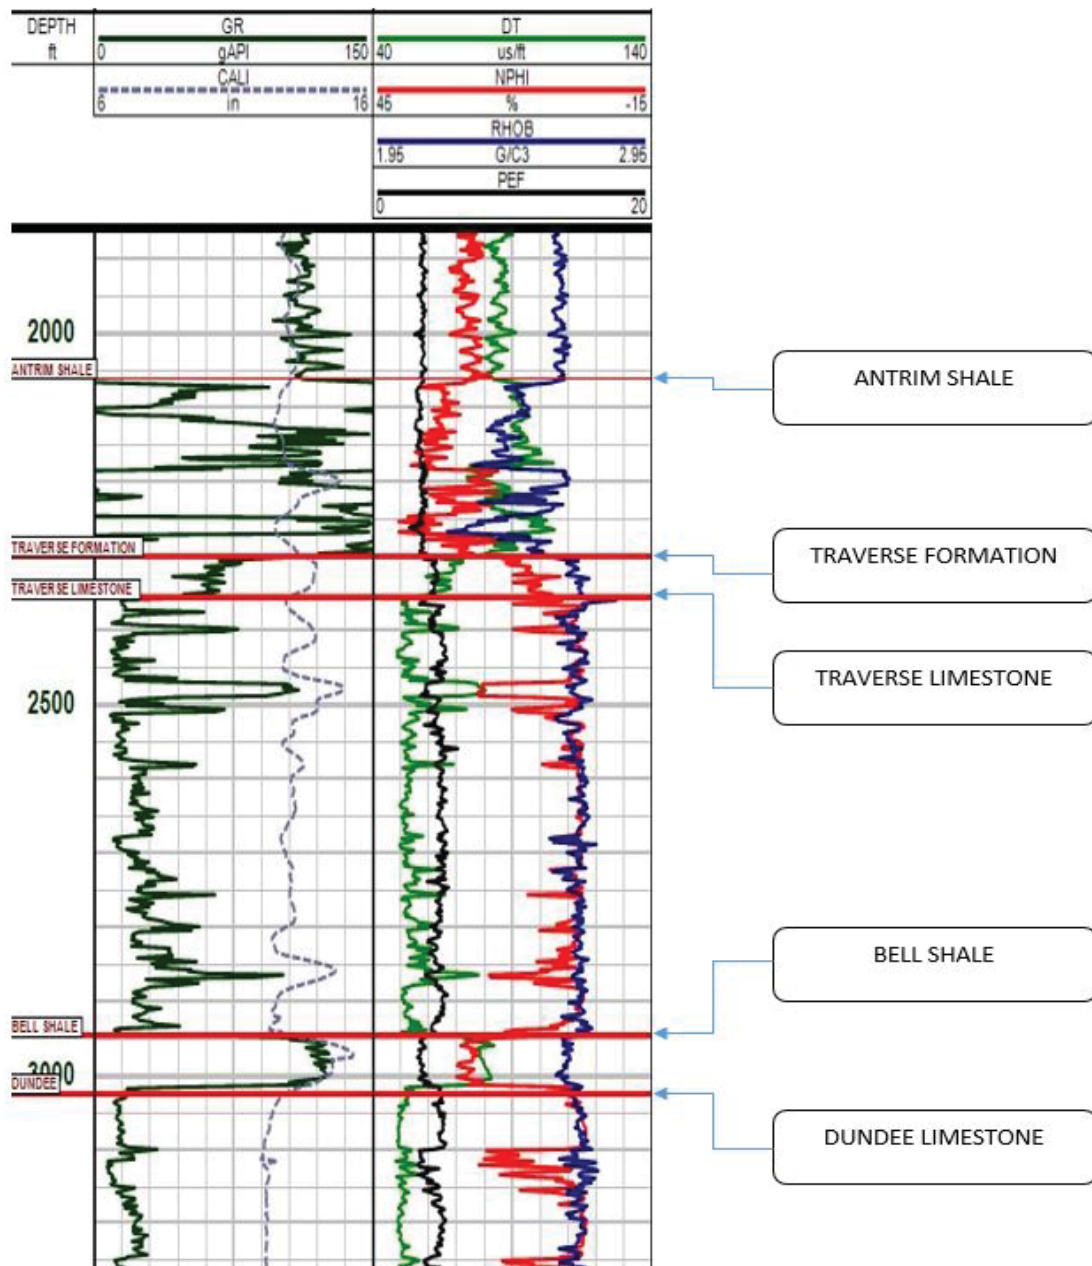 DEPTH GR DT
ft 0 gAPI 150 40 us/ft 140
CALI NPHI
6 in 16 45 % -15
RHOB
1.95 G/C3 2.95
PEF
0 20
2000
ANTRIM SHALE
ANTRIM SHALE
TRAVERSE FORMATION
TRAVERSE FORMATION
TRAVERSE LIMESTONE
TRAVERSE LIMESTONE
2500
BELL SHALE
BELL SHALE
3000
DUNDEE
DUNDEE LIMESTONE